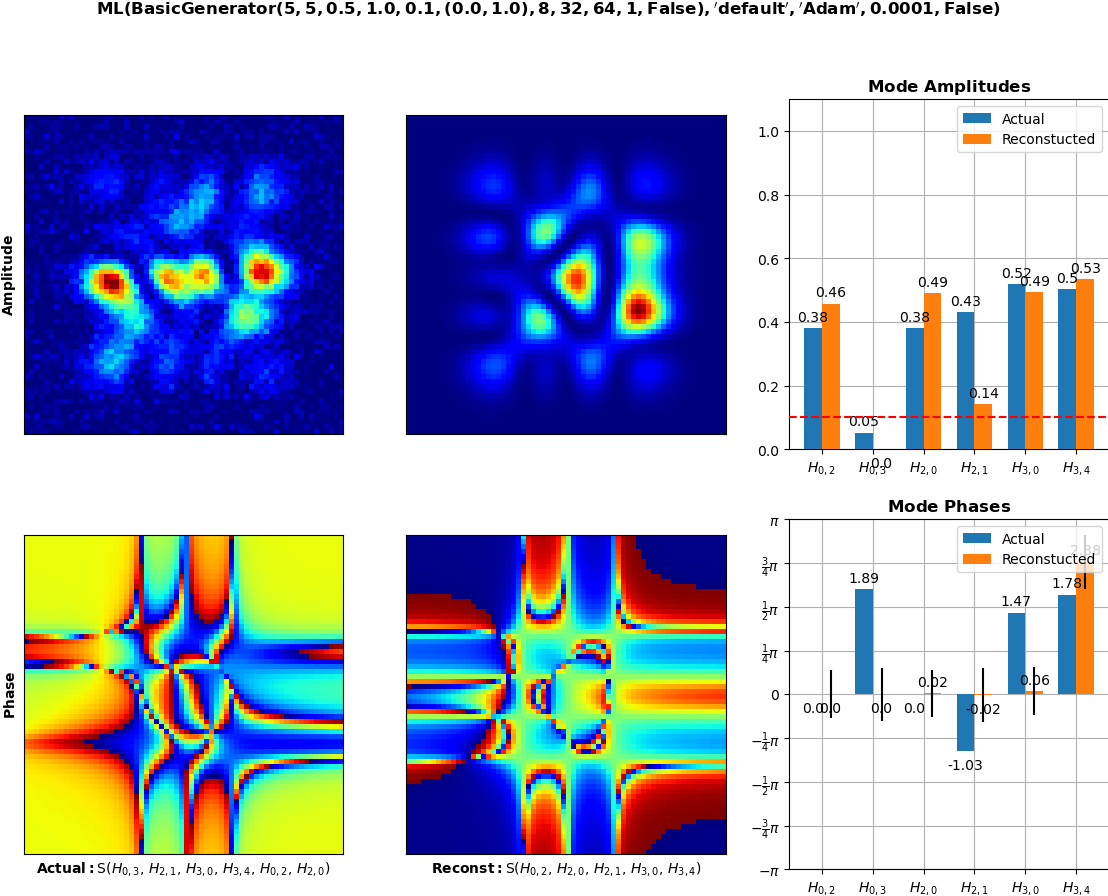 ML(BasicGenerator(5, 5, 0.5, 1.0, 0.1, (0.0, 1.0), 8, 32, 64, 1, False), 'default', 'Adam', 0.0001, False)
Amplitude
Mode Amplitudes
Actual
Reconstucted
1.0
0.8
0.6
0.4
0.2
0.0
0.38
0.46
0.05
0.0
0.38
0.49
0.43
0.14
0.52
0.49
0.5
0.53
H0,2
H0,3
H2,0
H2,1
H3,0
H3,4
Phase
Actual: S(H0,3, H2,1, H3,0, H3,4, H0,2, H2,0)
Reconst: S(H0,2, H2,0, H2,1, H3,0, H3,4)
Mode Phases
Actual
Reconstucted
π
3/4π
1/2π
1/4π
0
−1/4π
−1/2π
−3/4π
−π
0.0
0.0
1.89
0.0
0.0
0.02
-1.03
-0.02
1.47
0.06
1.78
2.38
H0,2
H0,3
H2,0
H2,1
H3,0
H3,4